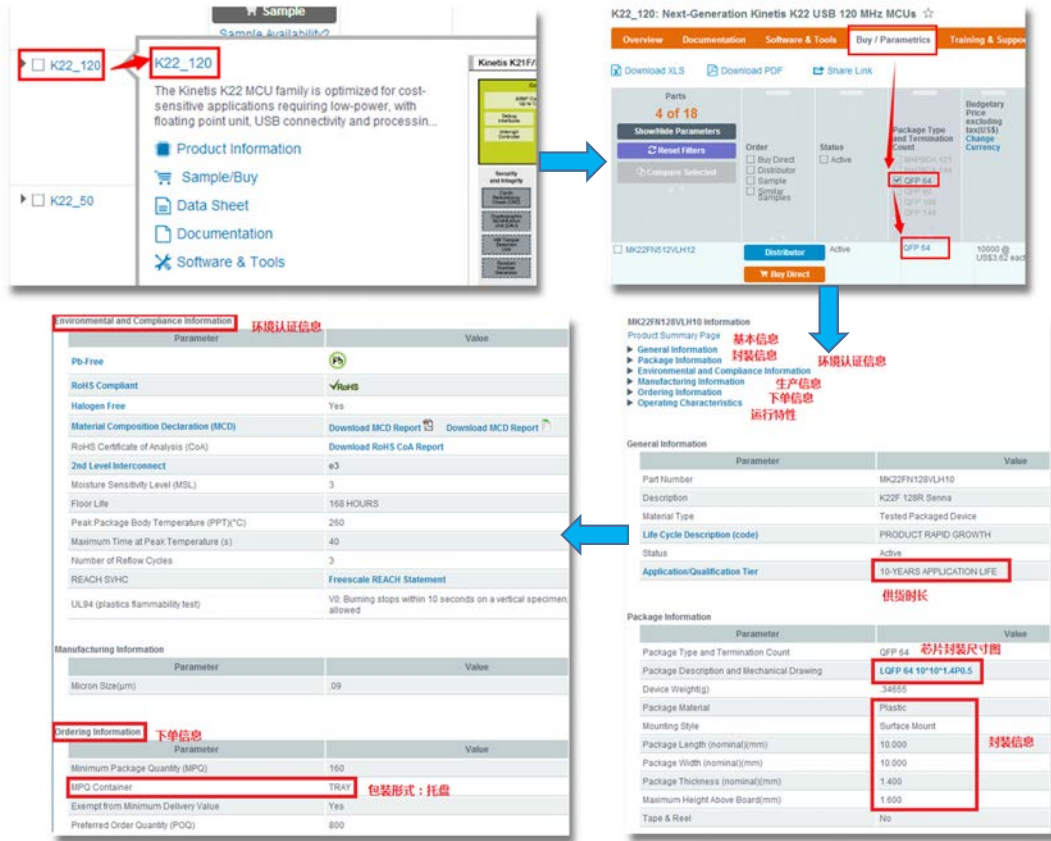 Sample
Sample Availability?
K22_120
K22_120
The Kinetis K22 MCU family is optimized for cost-
sensitive applications requiring low-power, with
floating point unit, USB connectivity and processin...
Product Information
Sample/Buy
Data Sheet
Documentation
Software & Tools
K22_50
Kinetis K21F/
Security
and Integrity
K22_120: Next-Generation Kinetis K22 USB 120 MHz MCUs
Overview Documentation Software & Tools Buy / Parametrics Training & Suppor
Download XLS Download PDF Share Link
Parts
4 of 18
Show/Hide Parameters
Reset Filters
Compare Selected
Order
Buy Direct
Distributor
Sample
Similar
Samples
Status
Active
Package Type
and Termination
Count
QFP 64
Budgetary
Price
excluding
tax(US$)
Change
Currency
MK22FN512VLH12 Distributor Active QFP 64 10000 @
US$3.62 each
Buy Direct
MK22FN128VLH10 Information
Product Summary Page 基本信息
General Information
Package Information 封装信息
Environmental and Compliance Information 环境认证信息
Manufacturing Information 生产信息
Ordering Information 下单信息
Operating Characteristics 运行特性
General Information
Parameter Value
Part Number MK22FN128VLH10
Description K22F 128R Senna
Material Type Tested Packaged Device
Life Cycle Description (code) PRODUCT RAPID GROWTH
Status Active
Application/Qualification Tier 10-YEARS APPLICATION LIFE
供货时长
Package Information
Parameter Value
Package Type and Termination Count QFP 64 芯片封装尺寸图
Package Description and Mechanical Drawing LQFP 64 10*10*1.4P0.5
Device Weight(g) .34655
Package Material Plastic
Mounting Style Surface Mount
Package Length (nominal)(mm) 10.000 封装信息
Package Width (nominal)(mm) 10.000
Package Thickness (nominal)(mm) 1.400
Maximum Height Above Board(mm) 1.600
Tape & Reel No
Environmental and Compliance Information 环境认证信息
Parameter Value
Pb-Free Pb
RoHS Compliant RoHS
Halogen Free Yes
Material Composition Declaration (MCD) Download MCD Report Download MCD Report
RoHS Certificate of Analysis (CoA) Download RoHS CoA Report
2nd Level Interconnect e3
Moisture Sensitivity Level (MSL) 3
Floor Life 168 HOURS
Peak Package Body Temperature (PPT)(°C) 260
Maximum Time at Peak Temperature (s) 40
Number of Reflow Cycles 3
REACH SVHC Freescale REACH Statement
UL94 (plastics flammability test) V0: Burning stops within 10 seconds on a vertical specimen;
allowed
Manufacturing Information
Parameter Value
Micron Size(μm) .09
Ordering Information 下单信息
Parameter Value
Minimum Package Quantity (MPQ) 160
MPQ Container TRAY 包装形式：托盘
Exempt from Minimum Delivery Value Yes
Preferred Order Quantity (POQ) 800